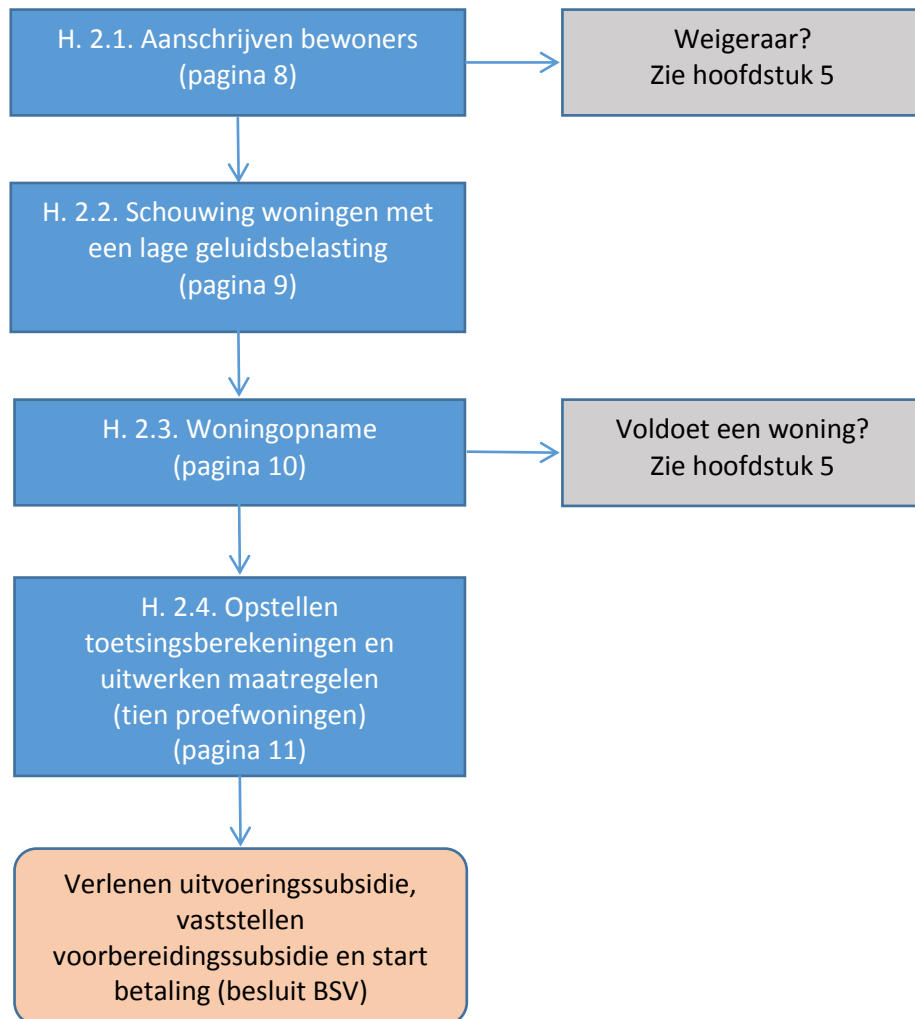 H. 2.1. Aanschrijven bewoners
(pagina 8)
Weigeraar?
Zie hoofdstuk 5
H. 2.2. Schouwing woningen met
een lage geluidsbelasting
(pagina 9)
H. 2.3. Woningopname
(pagina 10)
Voldoet een woning?
Zie hoofdstuk 5
H. 2.4. Opstellen
toetsingsberekeningen en
uitwerken maatregelen
(tien proefwoningen)
(pagina 11)
Verlenen uitvoeringssubsidie,
vaststellen
voorbereidingssubsidie en start
betaling (besluit BSV)